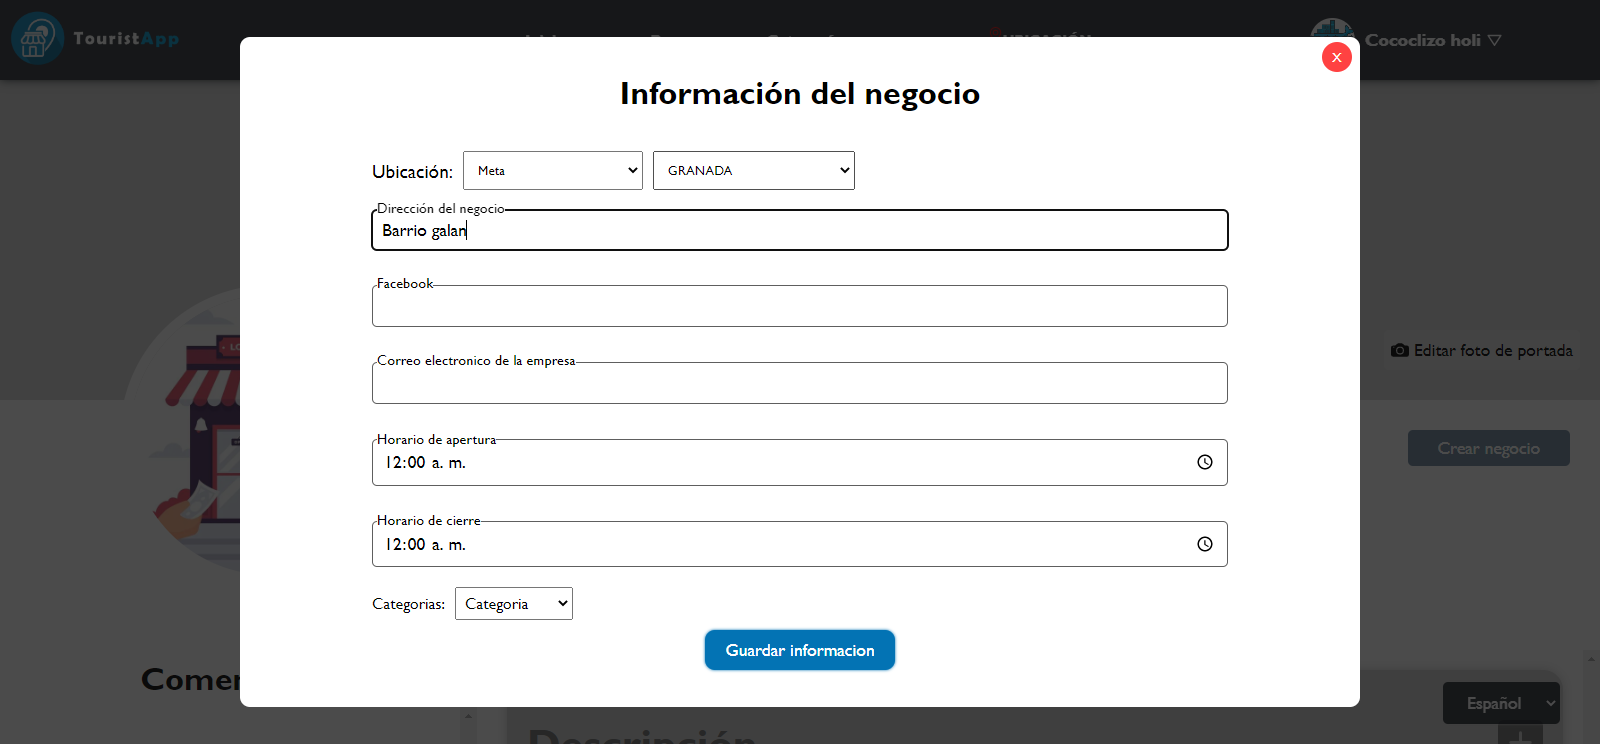 TouristApp
UBICACIÓN
Cococlizo holi
X
Información del negocio
Ubicación: Meta GRANADA
Dirección del negocio
Barrio galan
Facebook
Editar foto de portada
Correo electronico de la empresa
Horario de apertura
Crear negocio
12:00 a. m.
Horario de cierre
12:00 a. m.
Categorias: Categoria
Guardar informacion
Español
Descripción